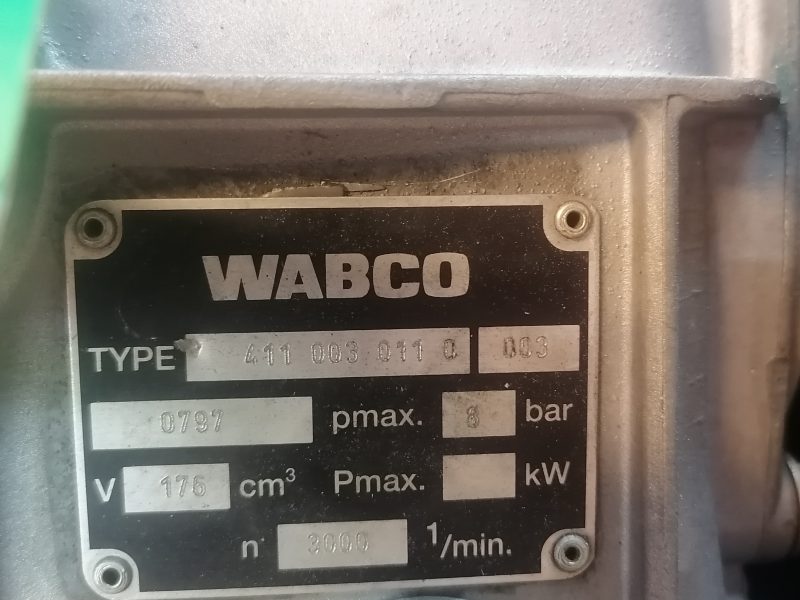 WABCO
TYPE 411 003 011 0 003
0797 pmax. 8 bar
V 175 cm³ Pmax. kW
n 3000 1/min.